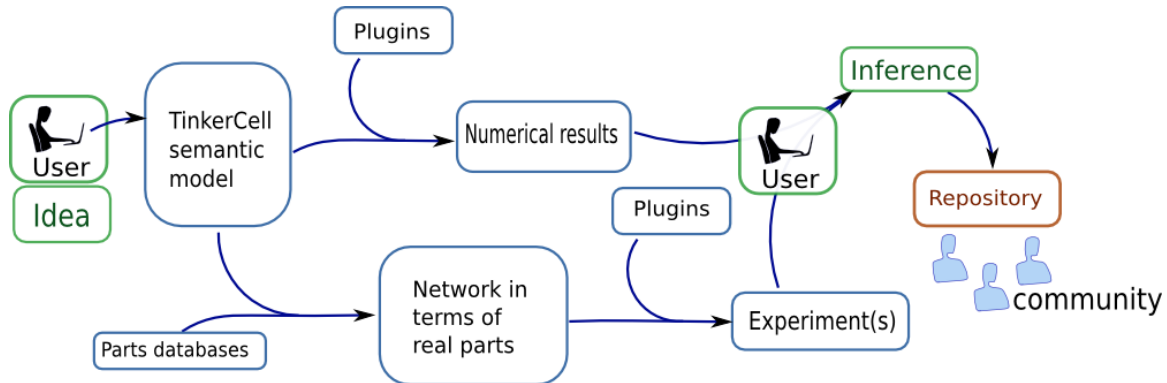 Plugins
User
Idea
TinkerCell
semantic
model
Numerical results
User
Inference
Repository
community
Plugins
Parts databases
Network in
terms of
real parts
Experiment(s)